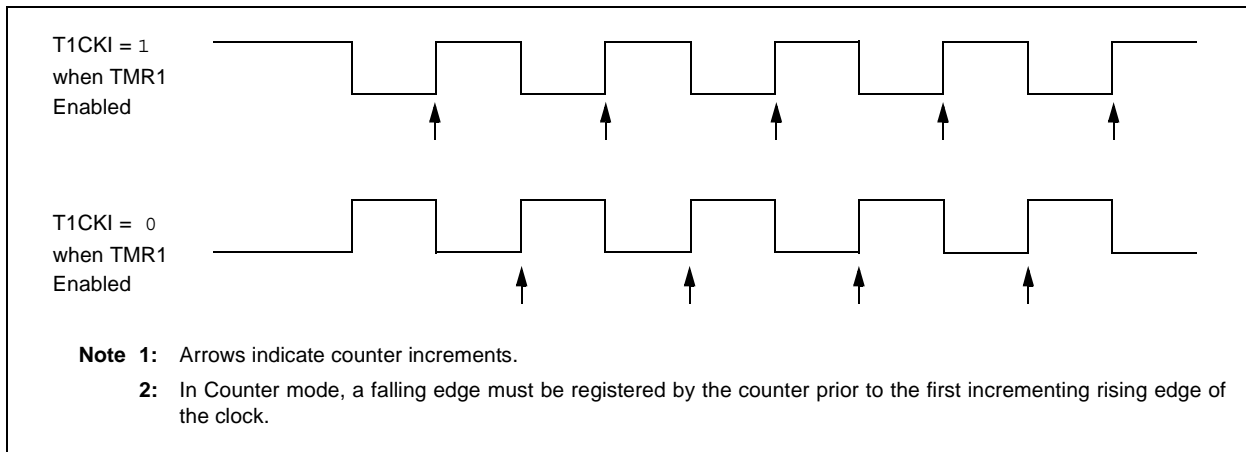 T1CKI = 1
when TMR1
Enabled
T1CKI = 0
when TMR1
Enabled
Note 1: Arrows indicate counter increments.
2: In Counter mode, a falling edge must be registered by the counter prior to the first incrementing rising edge of
the clock.